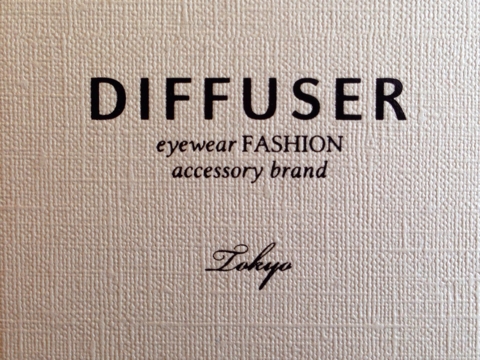 DIFFUSER
eyewear FASHION
accessory brand
Tokyo